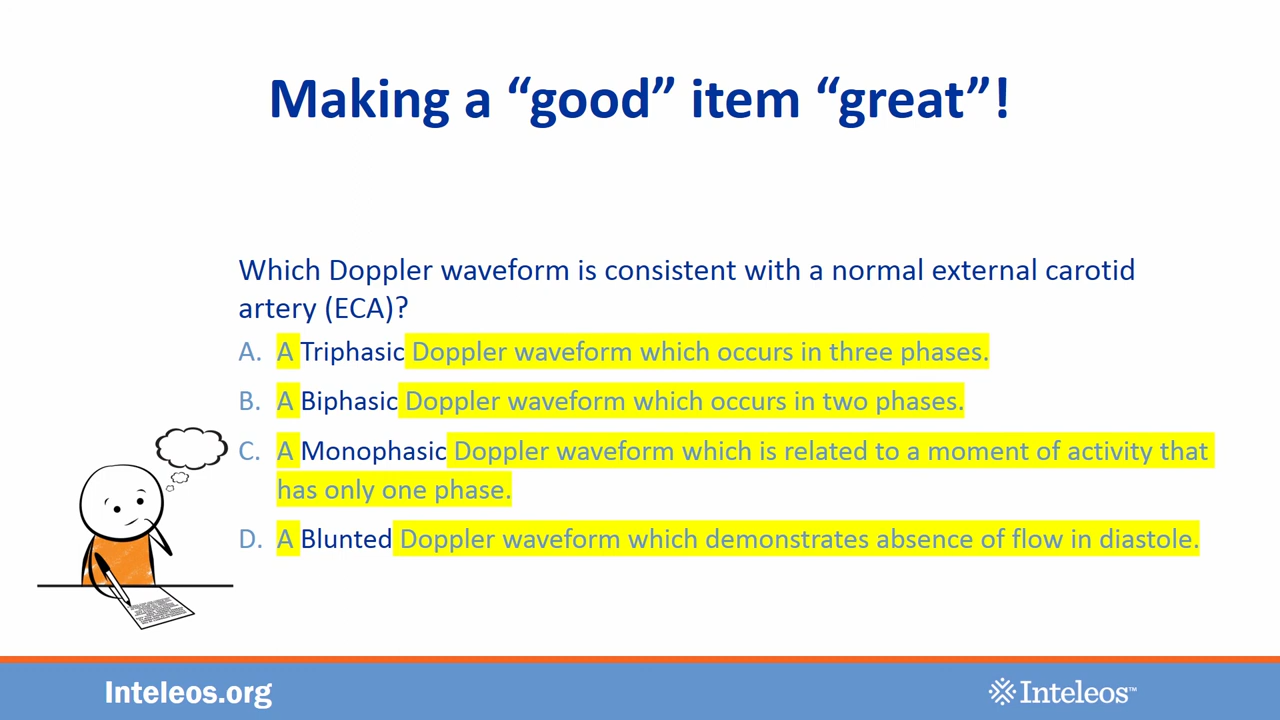 Making a “good” item “great”!
Which Doppler waveform is consistent with a normal external carotid
artery (ECA)?
A. A Triphasic Doppler waveform which occurs in three phases.
B. A Biphasic Doppler waveform which occurs in two phases.
C. A Monophasic Doppler waveform which is related to a moment of activity that
has only one phase.
D. A Blunted Doppler waveform which demonstrates absence of flow in diastole.
Inteleos.org
Inteleos™